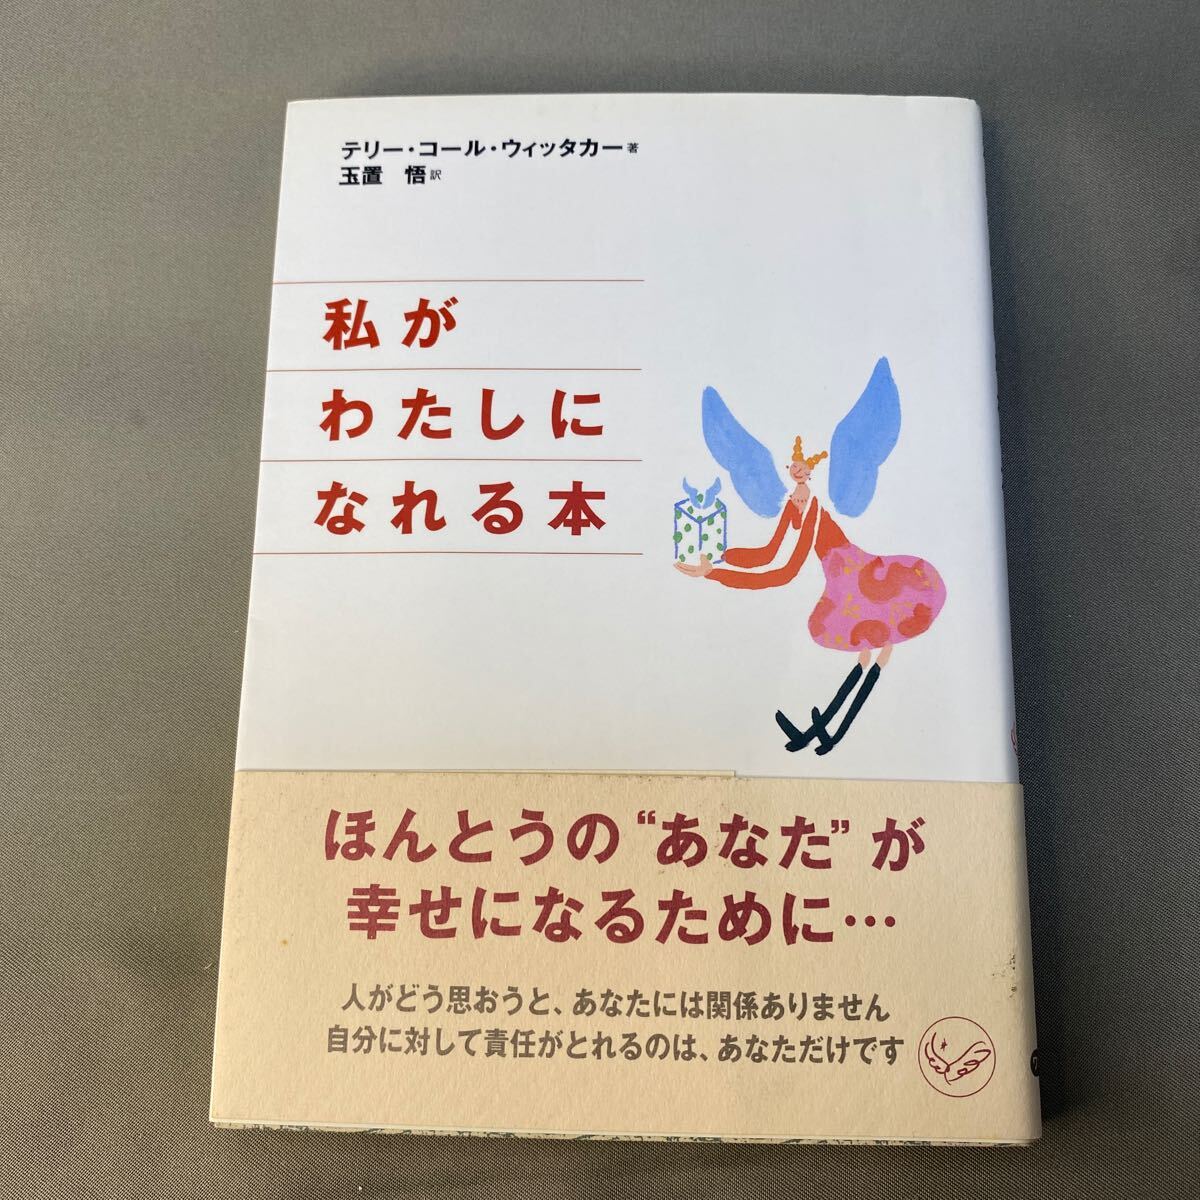 テリー・コール・ウィッタカー 著
玉置 悟 訳
私が
わたしに
なれる本
ほんとうの“あなた”が
幸せになるために…
人がどう思おうと、あなたには関係ありません
自分に対して責任がとれるのは、あなただけです